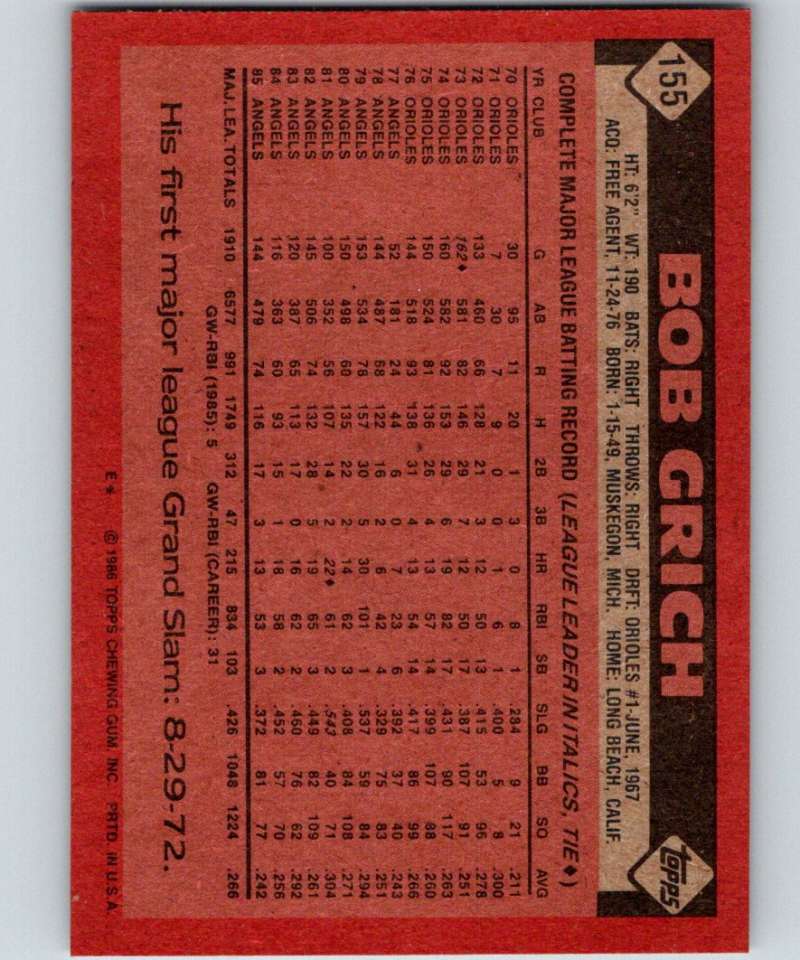 155
BOB GRICH
Topps
HT: 6'2" WT: 190 BATS: RIGHT THROWS: RIGHT DRFT: ORIOLES #1-JUNE, 1967
ACQ: FREE AGENT, 11-24-76 BORN: 1-15-49, MUSKEGON, MICH. HOME: LONG BEACH, CALIF.
COMPLETE MAJOR LEAGUE BATTING RECORD (LEAGUE LEADER IN ITALICS, TIE♦)
YR CLUB G AB R H 2B 3B HR RBI SB SLG BB SO AVG
70 ORIOLES 30 95 11 20 1 3 0 8 1 .284 9 21 .211
71 ORIOLES 7 30 7 9 0 0 1 6 1 .400 5 8 .300
72 ORIOLES 133 460 66 128 21 3 12 50 13 .415 53 96 .278
73 ORIOLES 162♦ 581 82 146 29 7 12 50 17 .387 107 91 .251
74 ORIOLES 160 582 92 153 29 6 19 82 17 .431 90 117 .263
75 ORIOLES 150 524 81 136 26 4 13 57 14 .399 107 88 .260
76 ORIOLES 144 518 93 138 31 4 13 54 14 .417 86 99 .266
77 ANGELS 52 181 24 44 6 0 7 23 6 .392 37 40 .243
78 ANGELS 144 487 68 122 16 2 6 42 4 .329 75 83 .251
79 ANGELS 153 534 78 157 30 5 30 101 1 .537 59 84 .294
80 ANGELS 150 498 60 135 22 2 14 62 3 .408 84 108 .271
81 ANGELS 100 352 56 107 14 2 22♦ 61 2 .543 40 71 .304
82 ANGELS 145 506 74 132 28 5 19 65 3 .449 82 109 .261
83 ANGELS 120 387 65 113 17 0 16 62 2 .460 76 62 .292
84 ANGELS 116 363 60 93 15 1 18 58 2 .452 57 70 .256
85 ANGELS 144 479 74 116 17 3 13 53 3 .372 81 77 .242
MAJ. LEA. TOTALS 1910 6577 991 1749 312 47 215 834 103 .426 1048 1224 .266
GW-RBI (1985): 5 GW-RBI (CAREER): 31
His first major league Grand Slam: 8-29-72.
E* © 1986 TOPPS CHEWING GUM, INC. PRTD. IN U.S.A.